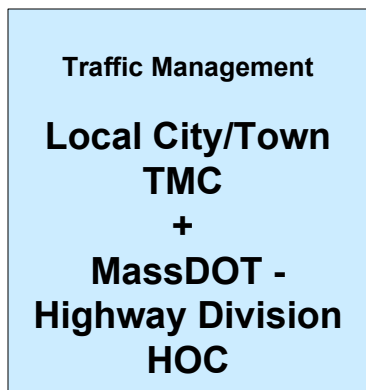 Traffic Management
Local City/Town
TMC
+
MassDOT -
Highway Division
HOC